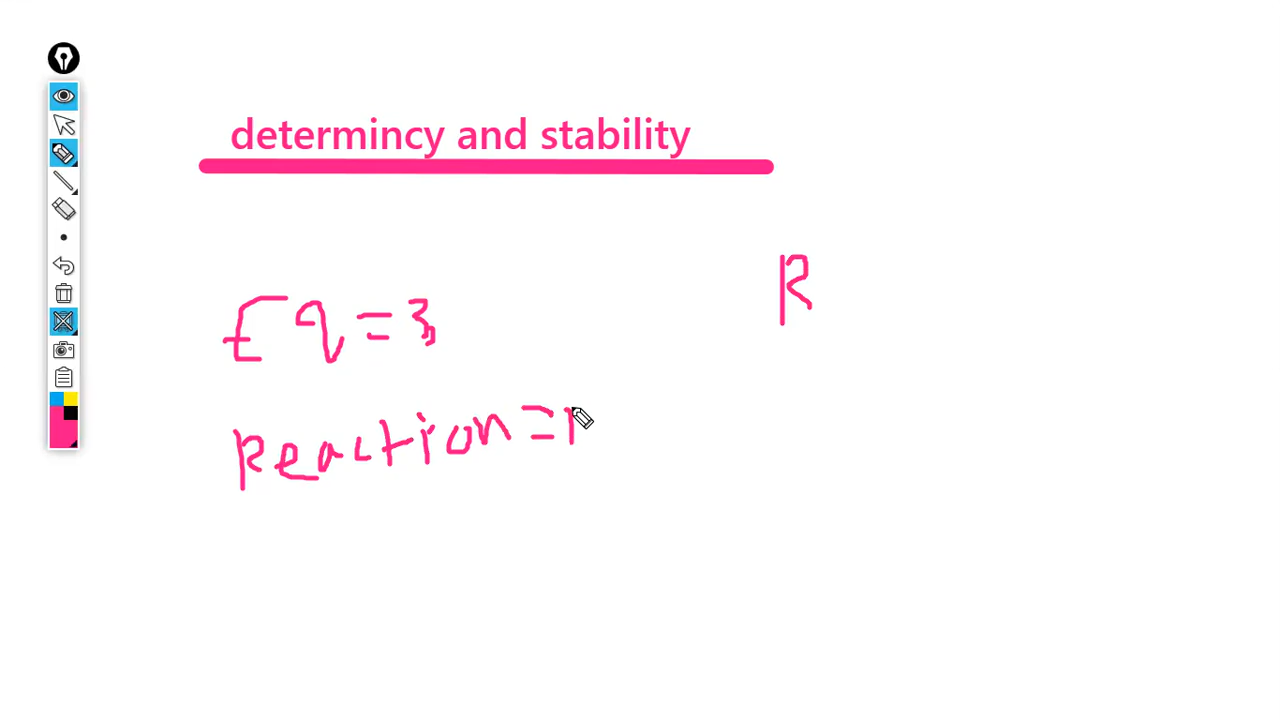 determincy and stability
Eq=3
R
Reaction=r